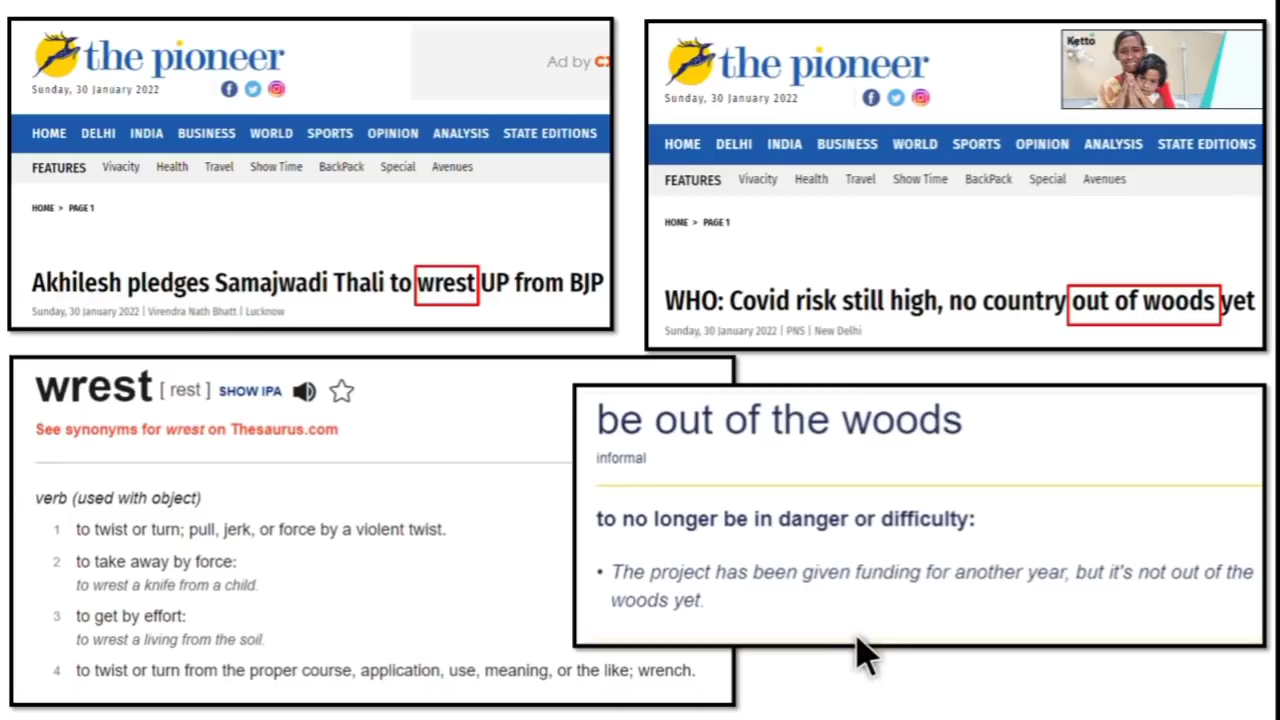 the pioneer
Ad by
Sunday, 30 January 2022
HOME DELHI INDIA BUSINESS WORLD SPORTS OPINION ANALYSIS STATE EDITIONS
FEATURES Vivacity Health Travel Show Time BackPack Special Avenues
HOME > PAGE 1
Akhilesh pledges Samajwadi Thali to wrest UP from BJP
Sunday, 30 January 2022 | Virendra Nath Bhatt | Lucknow
the pioneer
Ketto
Sunday, 30 January 2022
HOME DELHI INDIA BUSINESS WORLD SPORTS OPINION ANALYSIS STATE EDITIONS
FEATURES Vivacity Health Travel Show Time BackPack Special Avenues
HOME > PAGE 1
WHO: Covid risk still high, no country out of woods yet
Sunday, 30 January 2022 | PNS | New Delhi
wrest [ rest ] SHOW IPA
See synonyms for wrest on Thesaurus.com
verb (used with object)
1 to twist or turn; pull, jerk, or force by a violent twist.
2 to take away by force:
to wrest a knife from a child.
3 to get by effort:
to wrest a living from the soil.
4 to twist or turn from the proper course, application, use, meaning, or the like; wrench.
be out of the woods
informal
to no longer be in danger or difficulty:
• The project has been given funding for another year, but it's not out of the
woods yet.